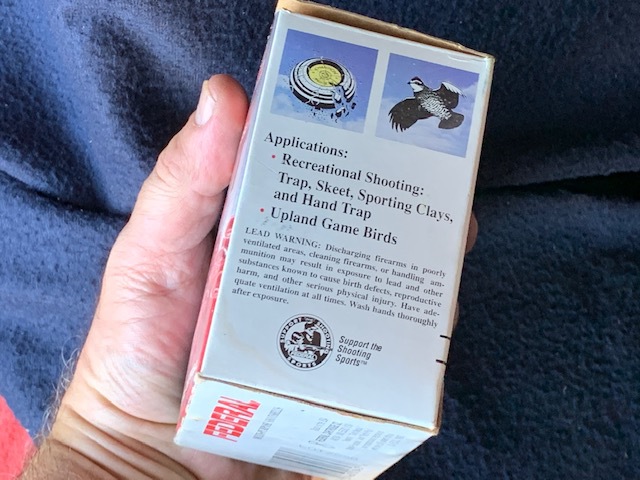 Applications:
• Recreational Shooting:
Trap, Skeet, Sporting Clays,
and Hand Trap
• Upland Game Birds
LEAD WARNING: Discharging firearms in poorly
ventilated areas, cleaning firearms, or handling am-
munition may result in exposure to lead and other
substances known to cause birth defects, reproductive
harm, and other serious physical injury. Have ade-
quate ventilation at all times. Wash hands thoroughly
after exposure.
SUPPORT SHOOTING
SPORTS
Support the
Shooting
Sports™
FEDERAL